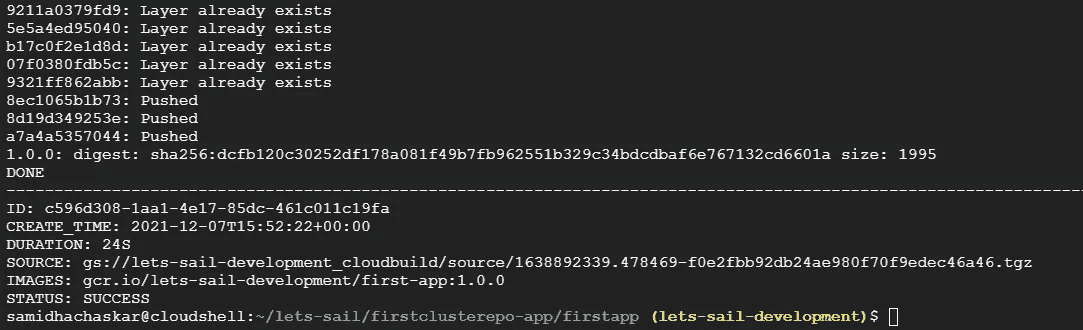 9211a0379fd9: Layer already exists
5e5a4ed95040: Layer already exists
b17c0f2e1d8d: Layer already exists
07f0380fdb5c: Layer already exists
9321ff862abb: Layer already exists
8ec1065b1b73: Pushed
8d19d349253e: Pushed
a7a4a5357044: Pushed
1.0.0: digest: sha256:dcfb120c30252df178a081f49b7fb962551b329c34bdcdbaf6e767132cd6601a size: 1995
DONE
--------------------------------------------------------------------------------------------------------------------------------------
ID: c596d308-1aa1-4e17-85dc-461c011c19fa
CREATE_TIME: 2021-12-07T15:52:22+00:00
DURATION: 24S
SOURCE: gs://lets-sail-development_cloudbuild/source/1638892339.478469-f0e2fbb92db24ae980f70f9edec46a46.tgz
IMAGES: gcr.io/lets-sail-development/first-app:1.0.0
STATUS: SUCCESS
samidhachaskar@cloudshell:~/lets-sail/firstclusterepo-app/firstapp (lets-sail-development)$